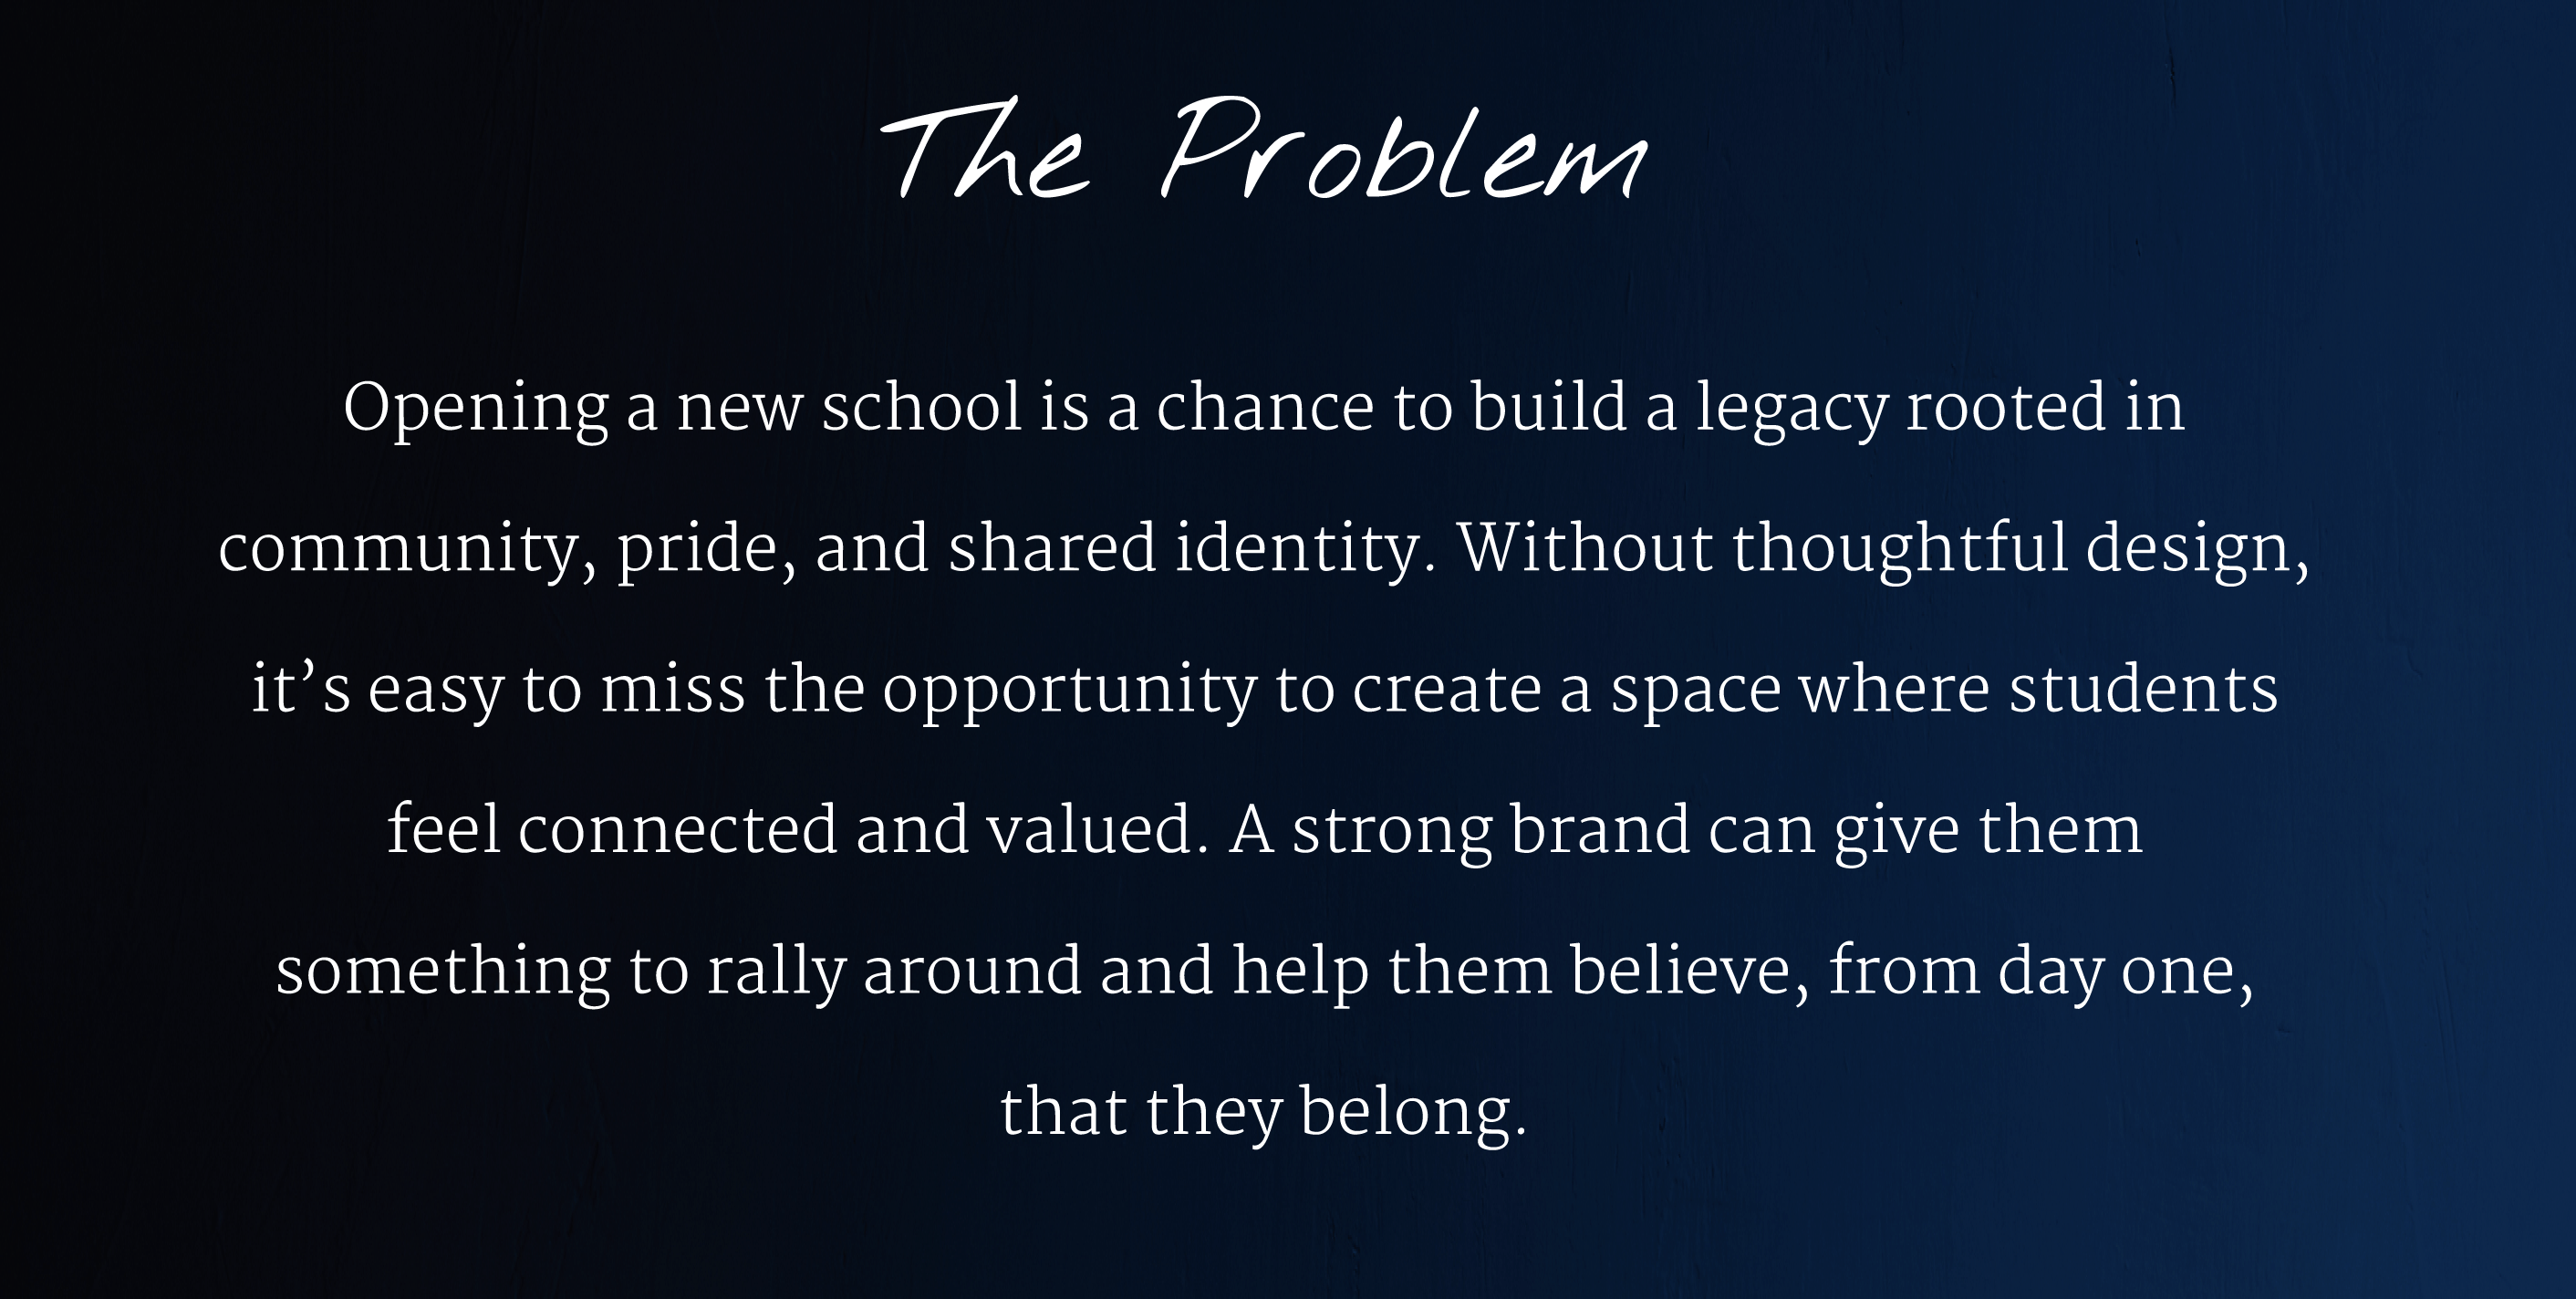 The Problem
Opening a new school is a chance to build a legacy rooted in
community, pride, and shared identity. Without thoughtful design,
it’s easy to miss the opportunity to create a space where students
feel connected and valued. A strong brand can give them
something to rally around and help them believe, from day one,
that they belong.